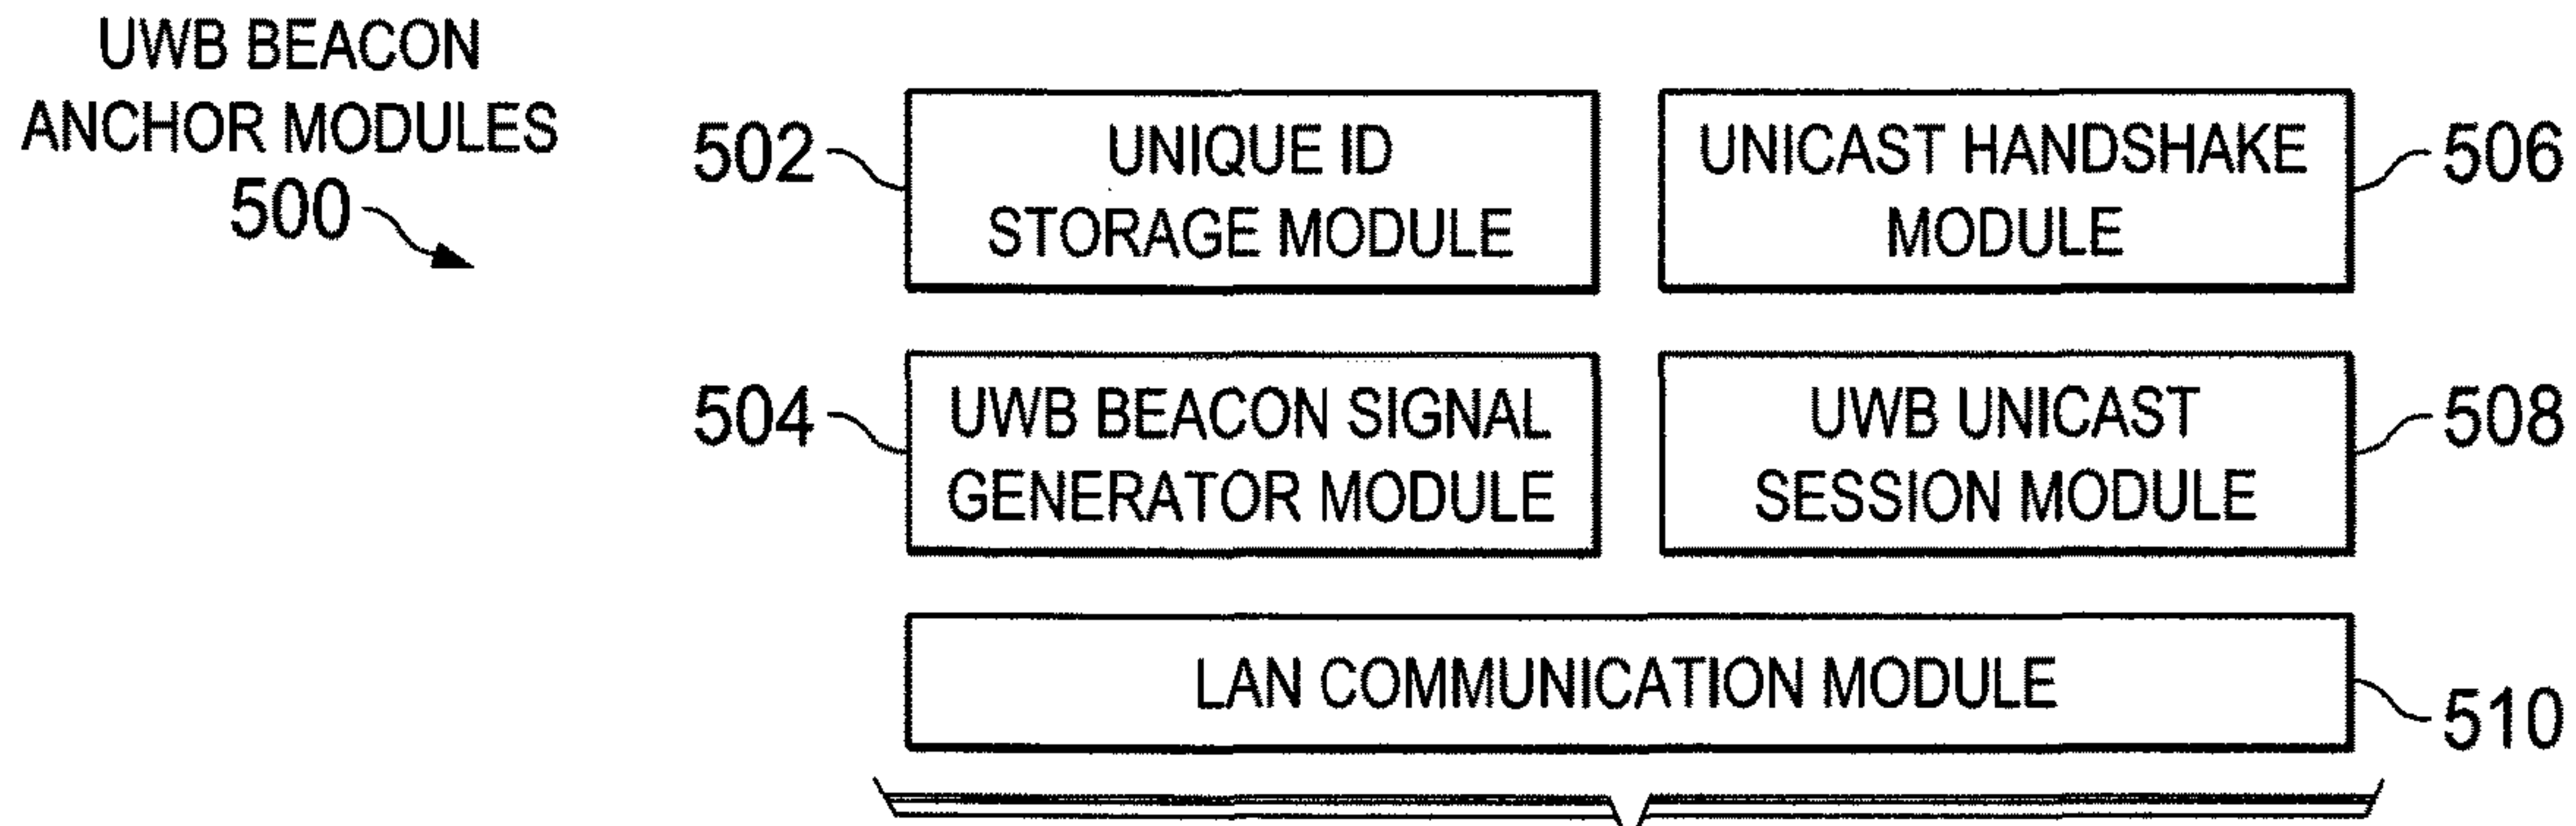 UWB BEACON
ANCHOR MODULES
500
502
UNIQUE ID
STORAGE MODULE
UNICAST HANDSHAKE
MODULE
506
504
UWB BEACON SIGNAL
GENERATOR MODULE
UWB UNICAST
SESSION MODULE
508
LAN COMMUNICATION MODULE
510